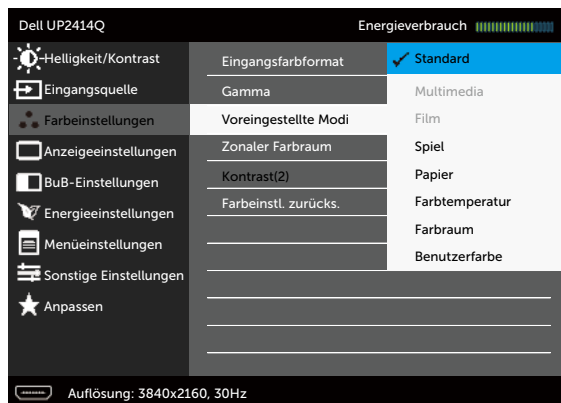 Dell UP2414Q
Energieverbrauch
Helligkeit/Kontrast
Eingangsquelle
Farbeinstellungen
Anzeigeeinstellungen
BuB-Einstellungen
Energieeinstellungen
Menüeinstellungen
Sonstige Einstellungen
Anpassen
Eingangsfarbformat
Gamma
Voreingestellte Modi
Zonaler Farbraum
Kontrast(2)
Farbeinstl. zurücks.
Standard
Multimedia
Film
Spiel
Papier
Farbtemperatur
Farbraum
Benutzerfarbe
Auflösung: 3840x2160, 30Hz